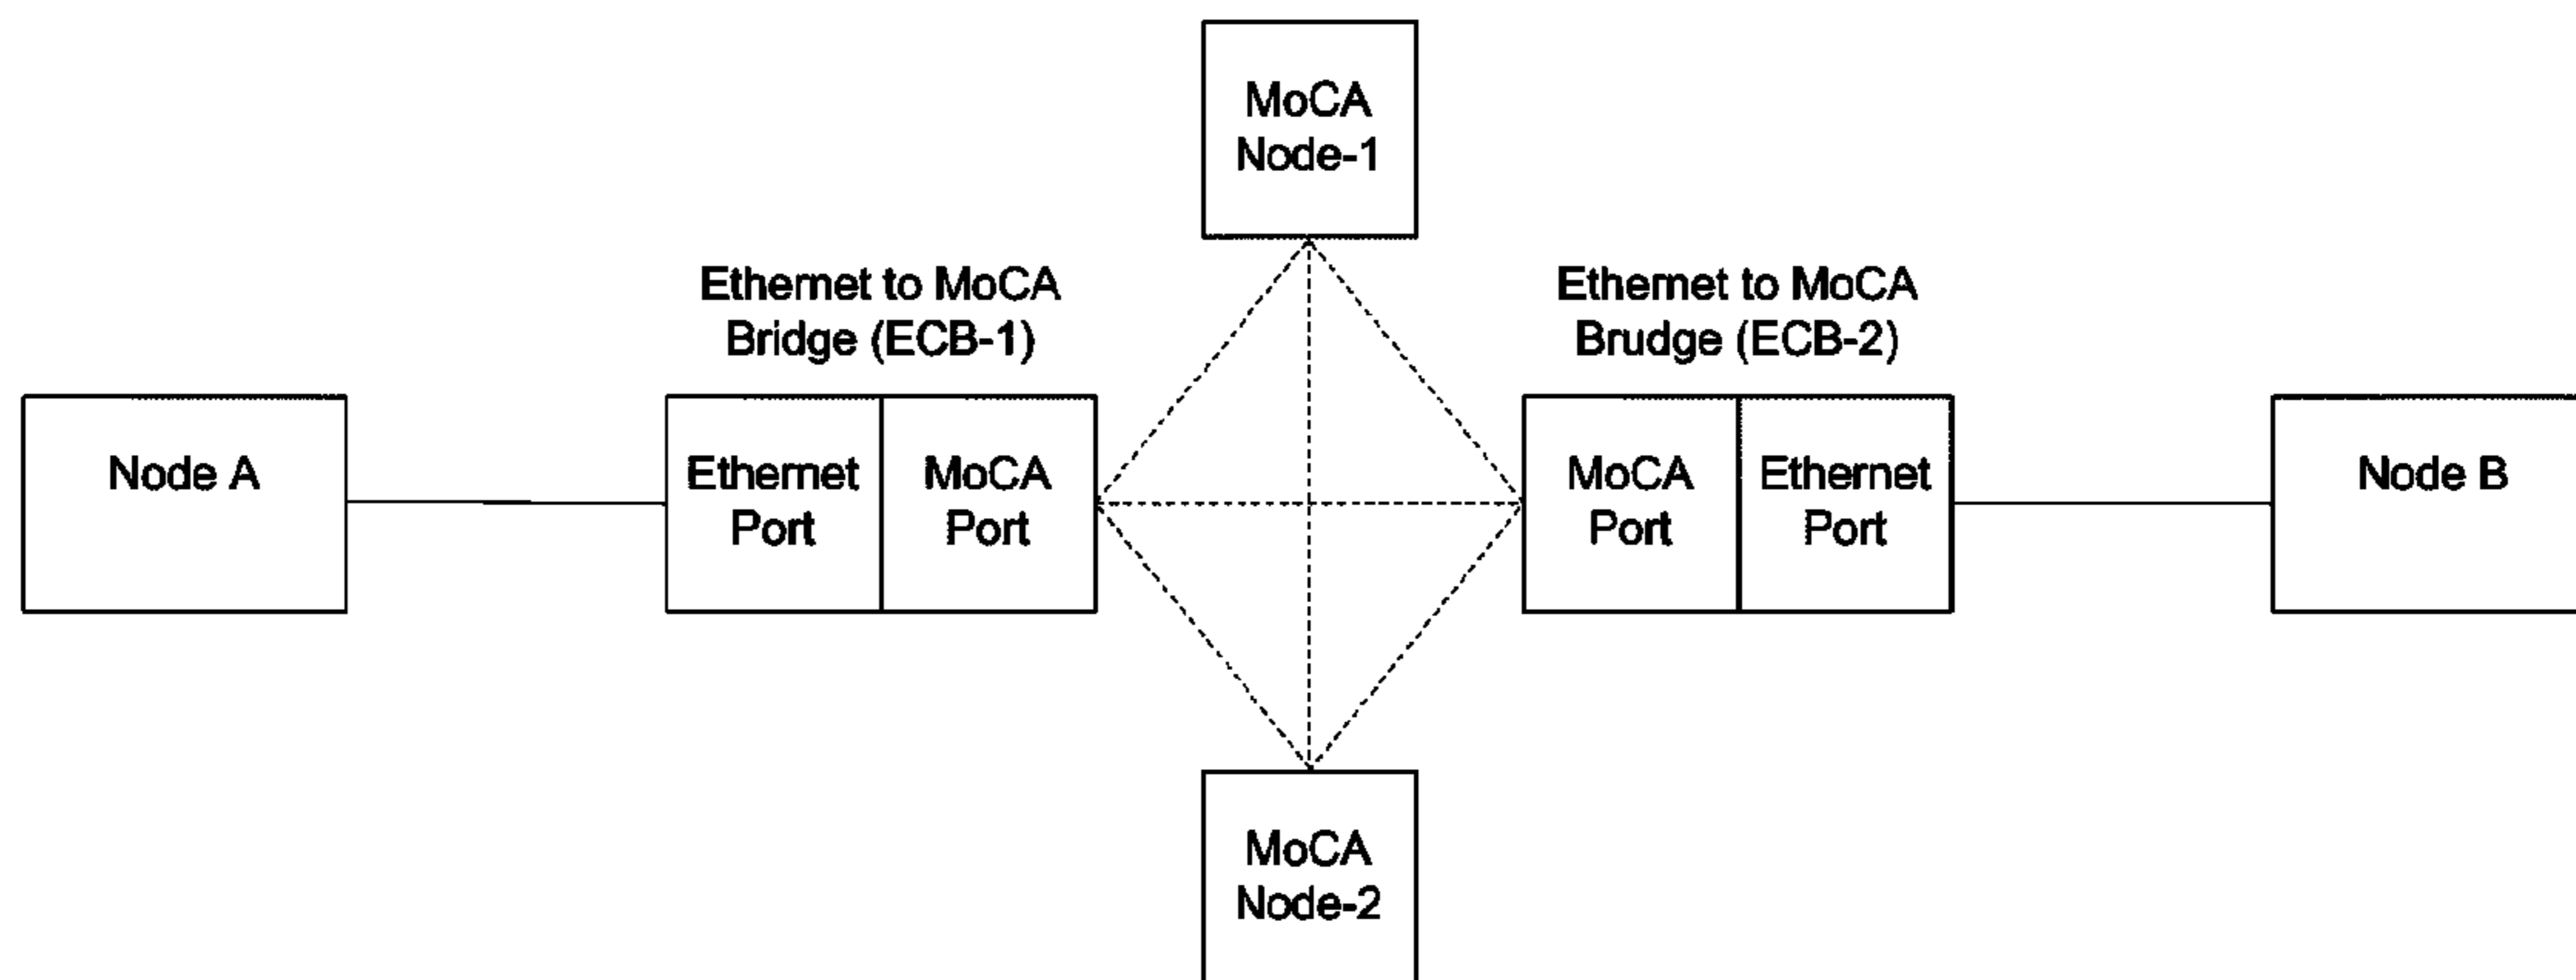 MoCA
Node-1
Ethernet to MoCA
Bridge (ECB-1)
Ethernet to MoCA
Brudge (ECB-2)
Node A
Ethernet
Port
MoCA
Port
MoCA
Port
Ethernet
Port
Node B
MoCA
Node-2